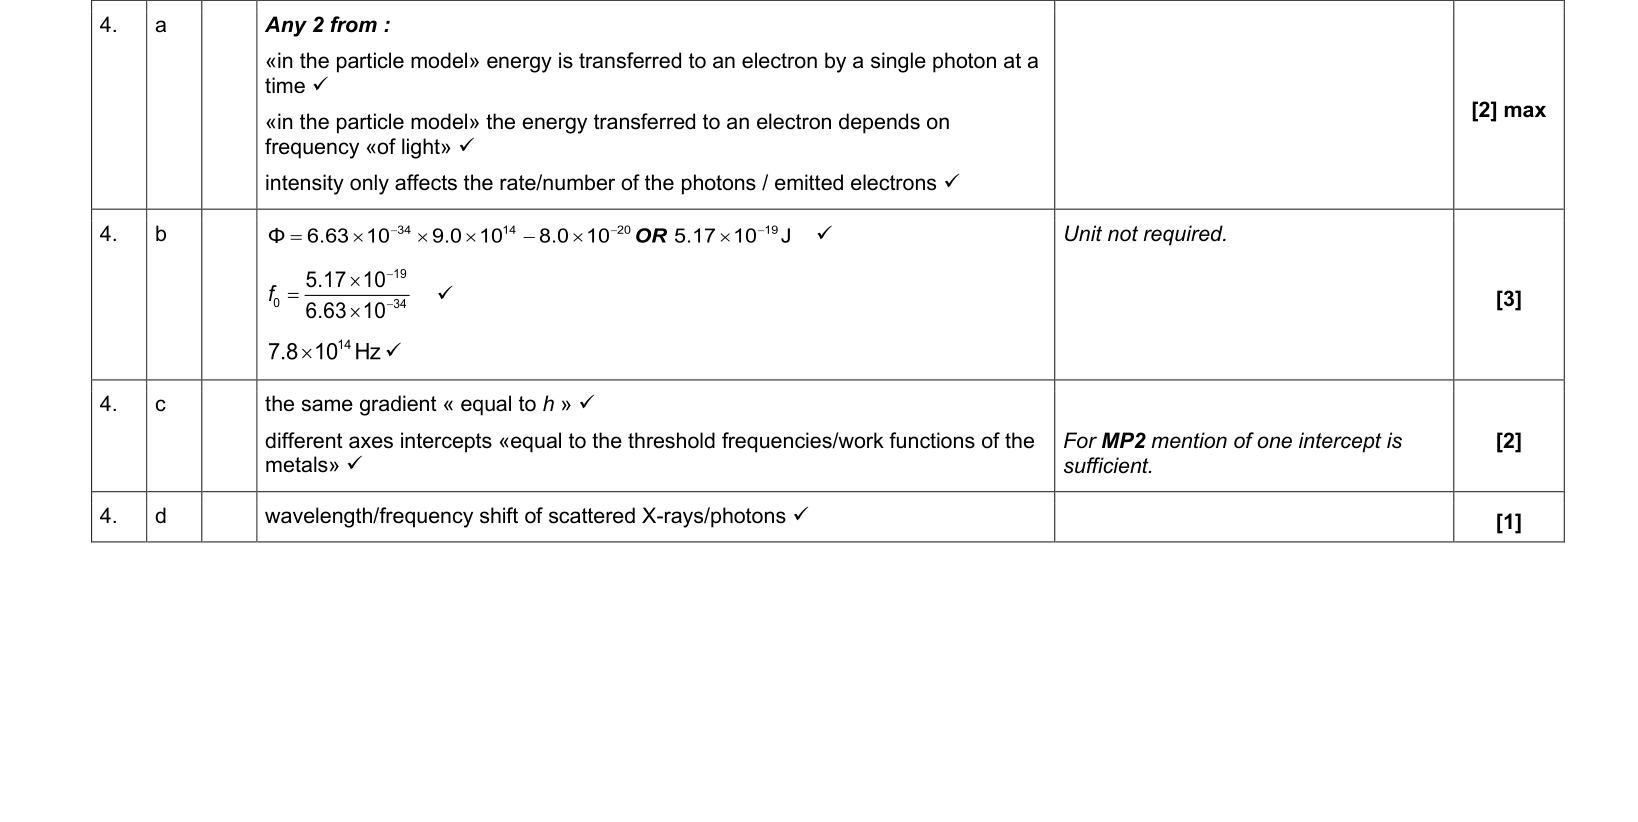 4. a Any 2 from :
«in the particle model» energy is transferred to an electron by a single photon at a
time ✓
«in the particle model» the energy transferred to an electron depends on
frequency «of light» ✓
intensity only affects the rate/number of the photons / emitted electrons ✓
[2] max
4. b Φ = 6.63 × 10⁻³⁴ × 9.0 × 10¹⁴ − 8.0 × 10⁻²⁰ OR 5.17 × 10⁻¹⁹ J ✓
Unit not required.
f₀ = 5.17 × 10⁻¹⁹ / 6.63 × 10⁻³⁴ ✓
7.8 × 10¹⁴ Hz ✓
[3]
4. c the same gradient « equal to h » ✓
different axes intercepts «equal to the threshold frequencies/work functions of the
metals» ✓
For MP2 mention of one intercept is
sufficient.
[2]
4. d wavelength/frequency shift of scattered X-rays/photons ✓
[1]